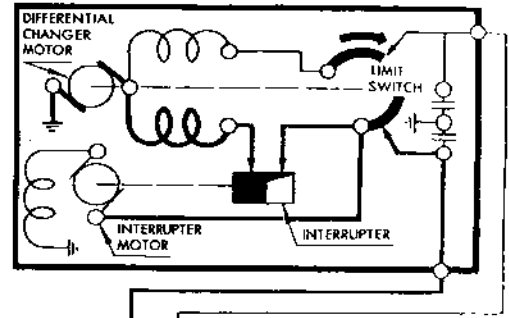 DIFFERENTIAL
CHANGER
MOTOR
LIMIT
SWITCH
INTERRUPTER
MOTOR
INTERRUPTER